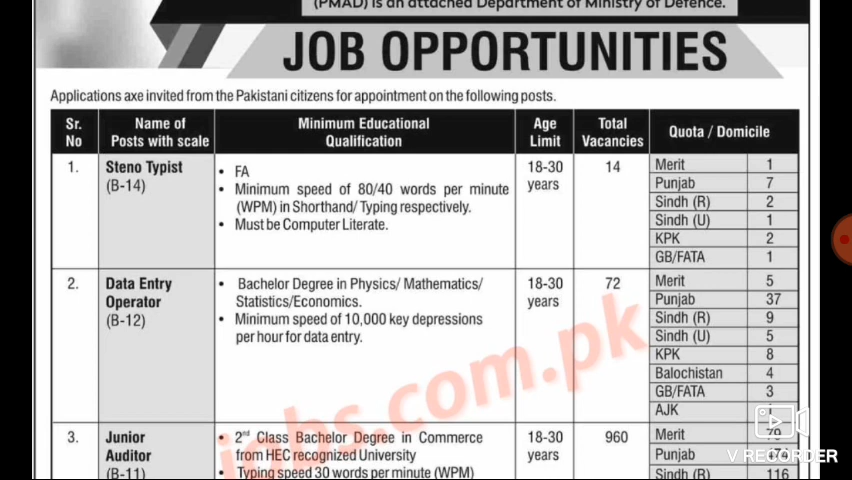 (PMAD) is an attached Department of Ministry of Defence.
JOB OPPORTUNITIES
Applications axe invited from the Pakistani citizens for appointment on the following posts.
Sr. No | Name of Posts with scale | Minimum Educational Qualification | Age Limit | Total Vacancies | Quota / Domicile
1. Steno Typist (B-14)
• FA
• Minimum speed of 80/40 words per minute
(WPM) in Shorthand/ Typing respectively.
• Must be Computer Literate.
18-30 years
14
Merit 1
Punjab 7
Sindh (R) 2
Sindh (U) 1
KPK 2
GB/FATA 1
2. Data Entry Operator (B-12)
• Bachelor Degree in Physics/ Mathematics/
Statistics/Economics.
• Minimum speed of 10,000 key depressions
per hour for data entry.
18-30 years
72
Merit 5
Punjab 37
Sindh (R) 9
Sindh (U) 5
KPK 8
Balochistan 4
GB/FATA 3
AJK
3. Junior Auditor (B-11)
• 2nd Class Bachelor Degree in Commerce
from HEC recognized University
• Typing speed 30 words per minute (WPM)
18-30 years
960
Merit
Punjab
Sindh (R) 116
jobs.com.pk
V RECORDER